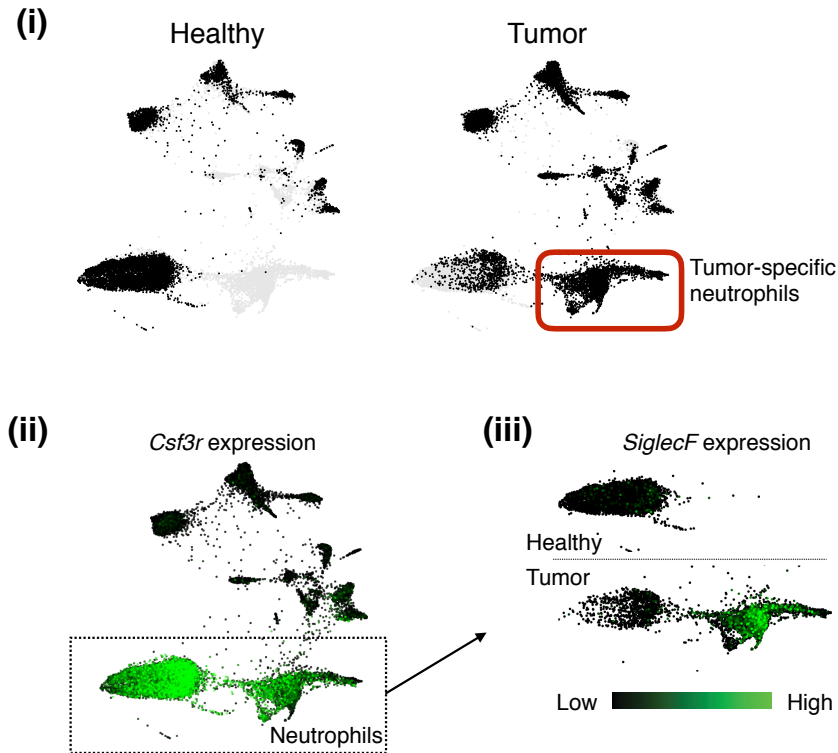 (i)
Healthy
Tumor
Tumor-specific
neutrophils
(ii)
Csf3r expression
Neutrophils
(iii)
SiglecF expression
Healthy
Tumor
Low
High